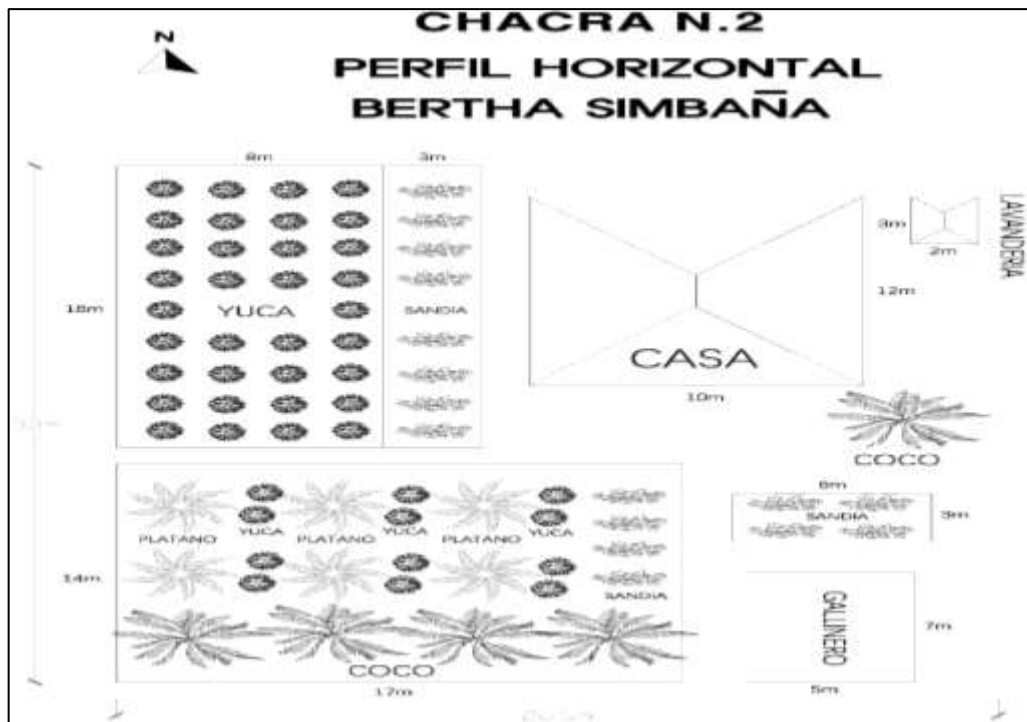 CHACRA N.2
N
PERFIL HORIZONTAL
BERTHA SIMBAÑA
8m
3m
18m
YUCA
SANDIA
CASA
10m
12m
3m
2m
LAVANDERIA
COCO
14m
PLATANO
YUCA
PLATANO
YUCA
PLATANO
YUCA
SANDIA
COCO
17m
SANDIA
3m
GALLINERO
7m
5m